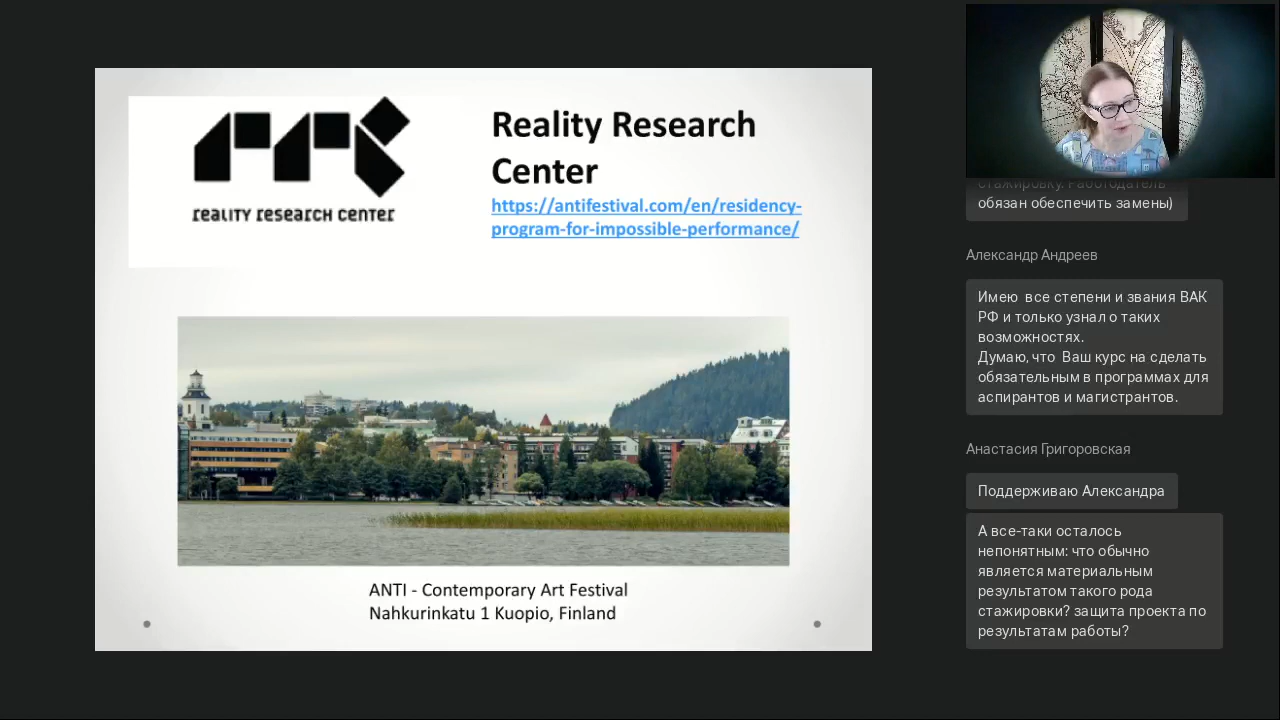 reality research center
Reality Research
Center
https://antifestival.com/en/residency-
program-for-impossible-performance/
ANTI - Contemporary Art Festival
Nahkurinkatu 1 Kuopio, Finland
стажировку. Работодатель
обязан обеспечить замены)
Александр Андреев
Имею все степени и звания ВАК
РФ и только узнал о таких
возможностях.
Думаю, что Ваш курс на сделать
обязательным в программах для
аспирантов и магистрантов.
Анастасия Григоровская
Поддерживаю Александра
А все-таки осталось
непонятным: что обычно
является материальным
результатом такого рода
стажировки? защита проекта по
результатам работы?